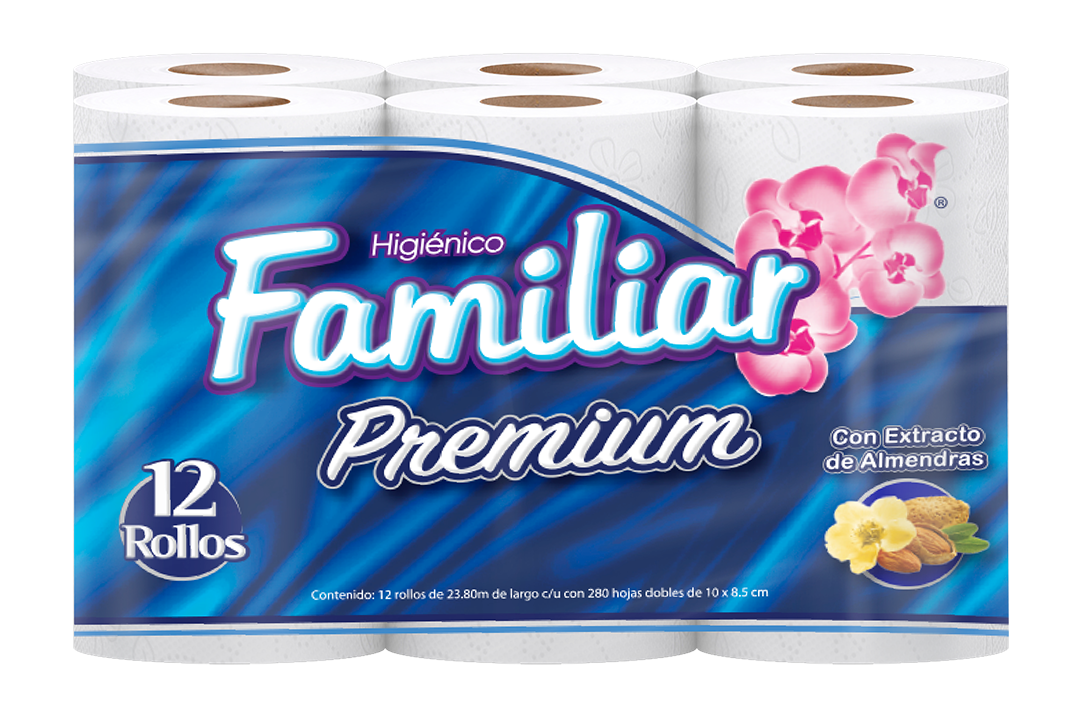 Higiénico
Familiar
®
Premium
Con Extracto
de Almendras
12
Rollos
Contenido: 12 rollos de 23.80m de largo c/u con 280 hojas dobles de 10 x 8.5 cm